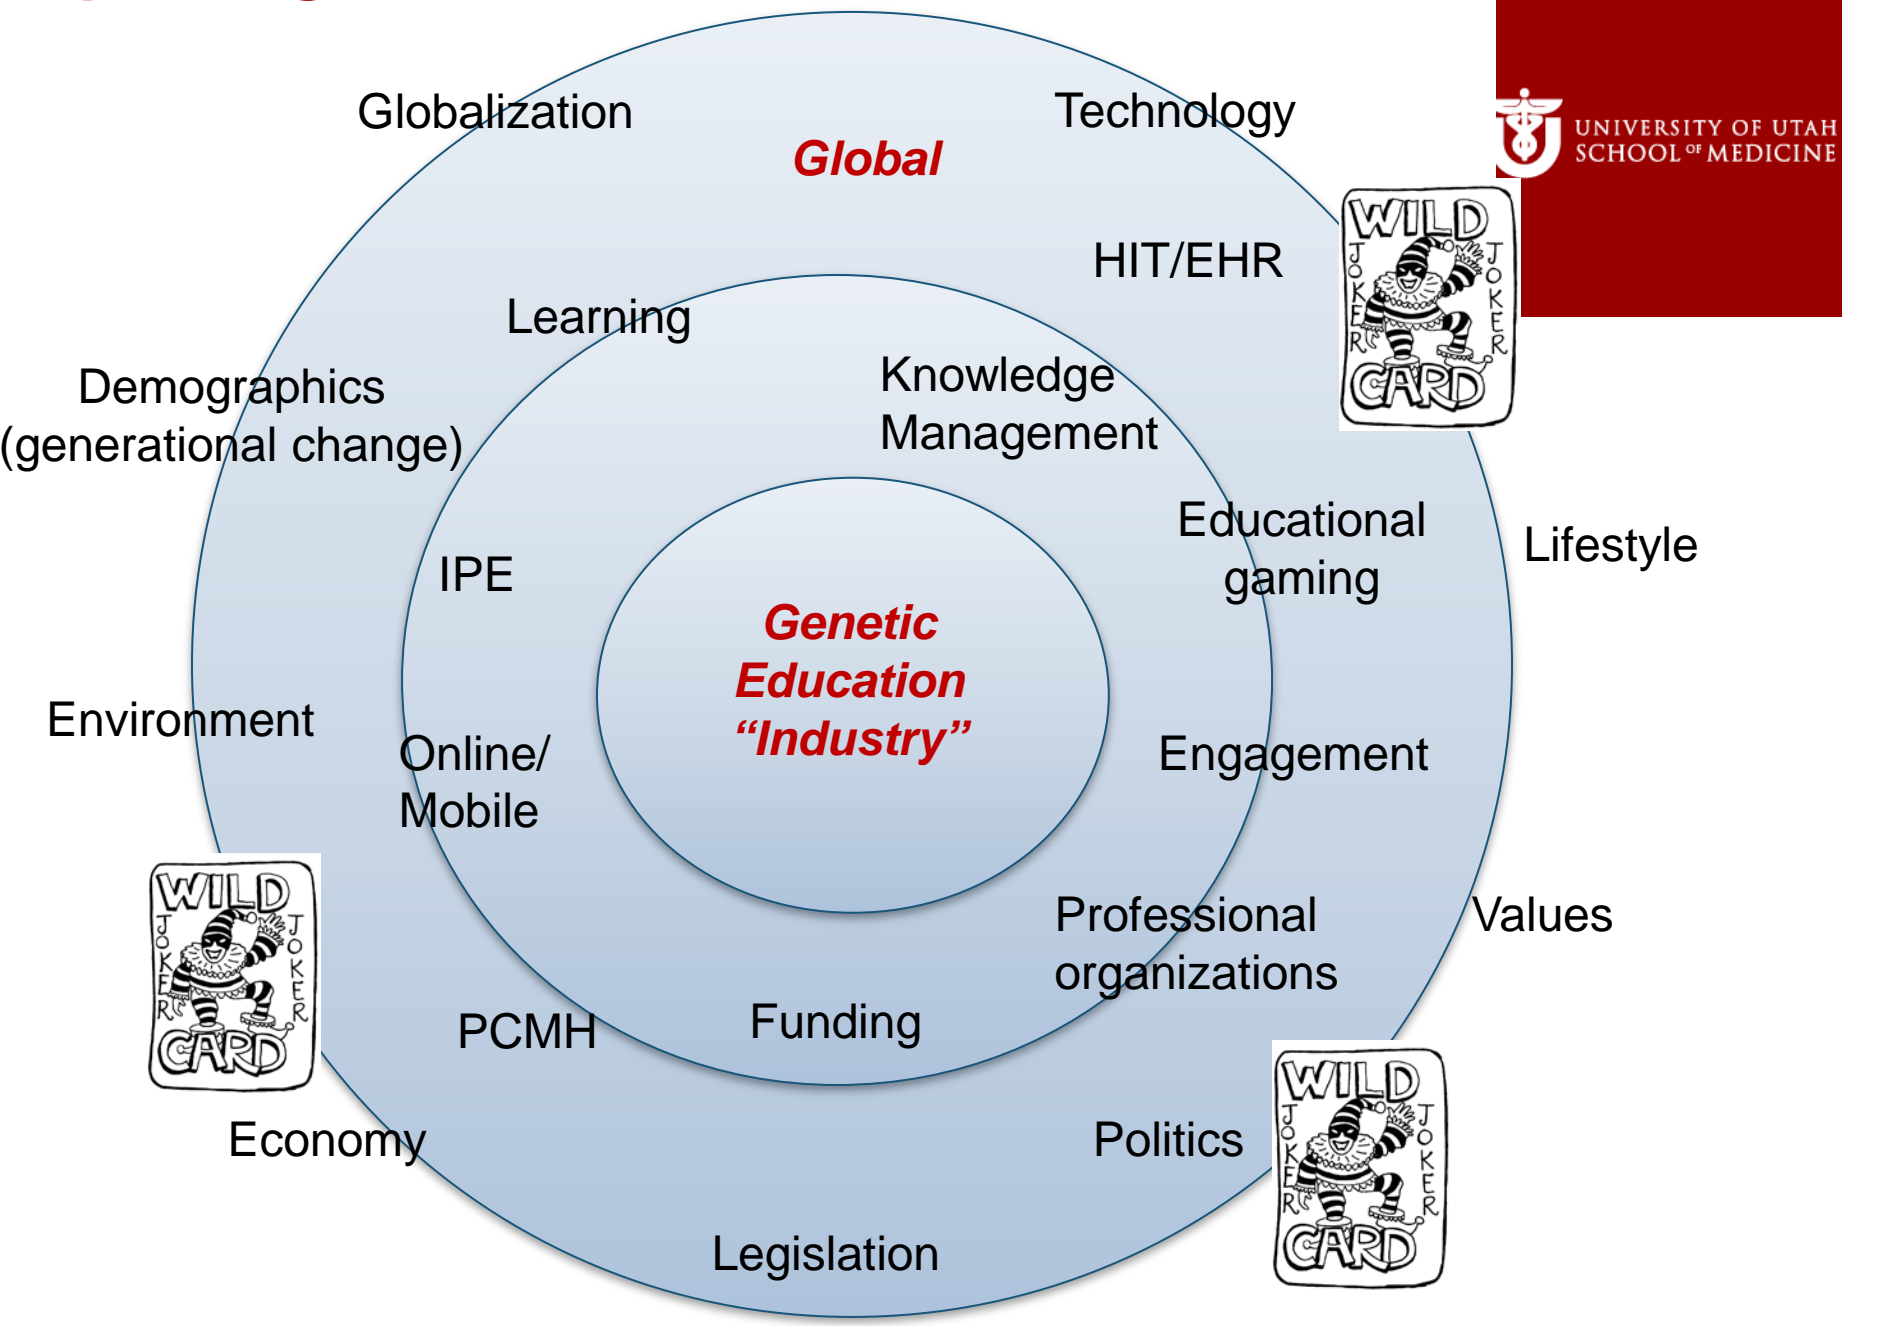 Globalization
Technology
Global
UNIVERSITY OF UTAH
SCHOOL OF MEDICINE
WILD
JOKER
JOKER
CARD
HIT/EHR
Learning
Knowledge
Management
Demographics
(generational change)
Educational
gaming
Lifestyle
IPE
Genetic
Education
“Industry”
Environment
Online/
Mobile
Engagement
WILD
JOKER
JOKER
CARD
Professional
organizations
Values
PCMH
Funding
WILD
JOKER
JOKER
CARD
Economy
Politics
Legislation